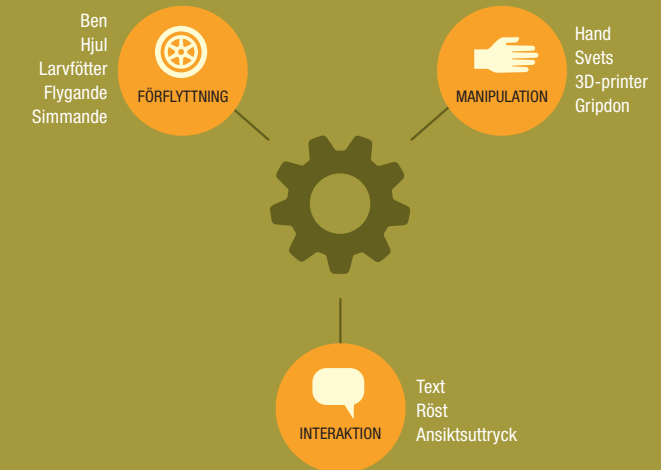 Ben
Hjul
Larvfötter
Flygande
Simmande
FÖRFLYTTNING
MANIPULATION
Hand
Svets
3D-printer
Gripdon
INTERAKTION
Text
Röst
Ansiktsuttryck